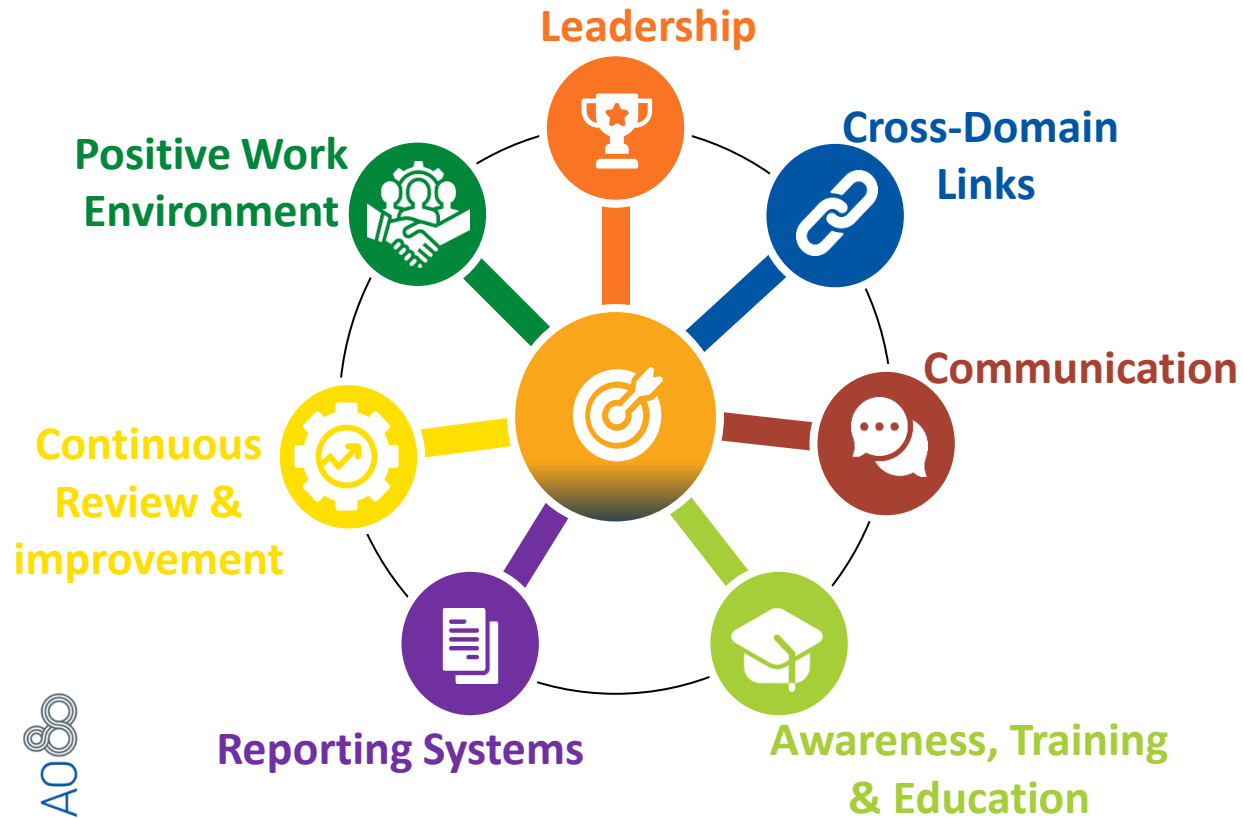 Leadership
Cross-Domain
Links
Positive Work
Environment
Communication
Continuous
Review &
improvement
Reporting Systems
Awareness, Training
& Education
AO